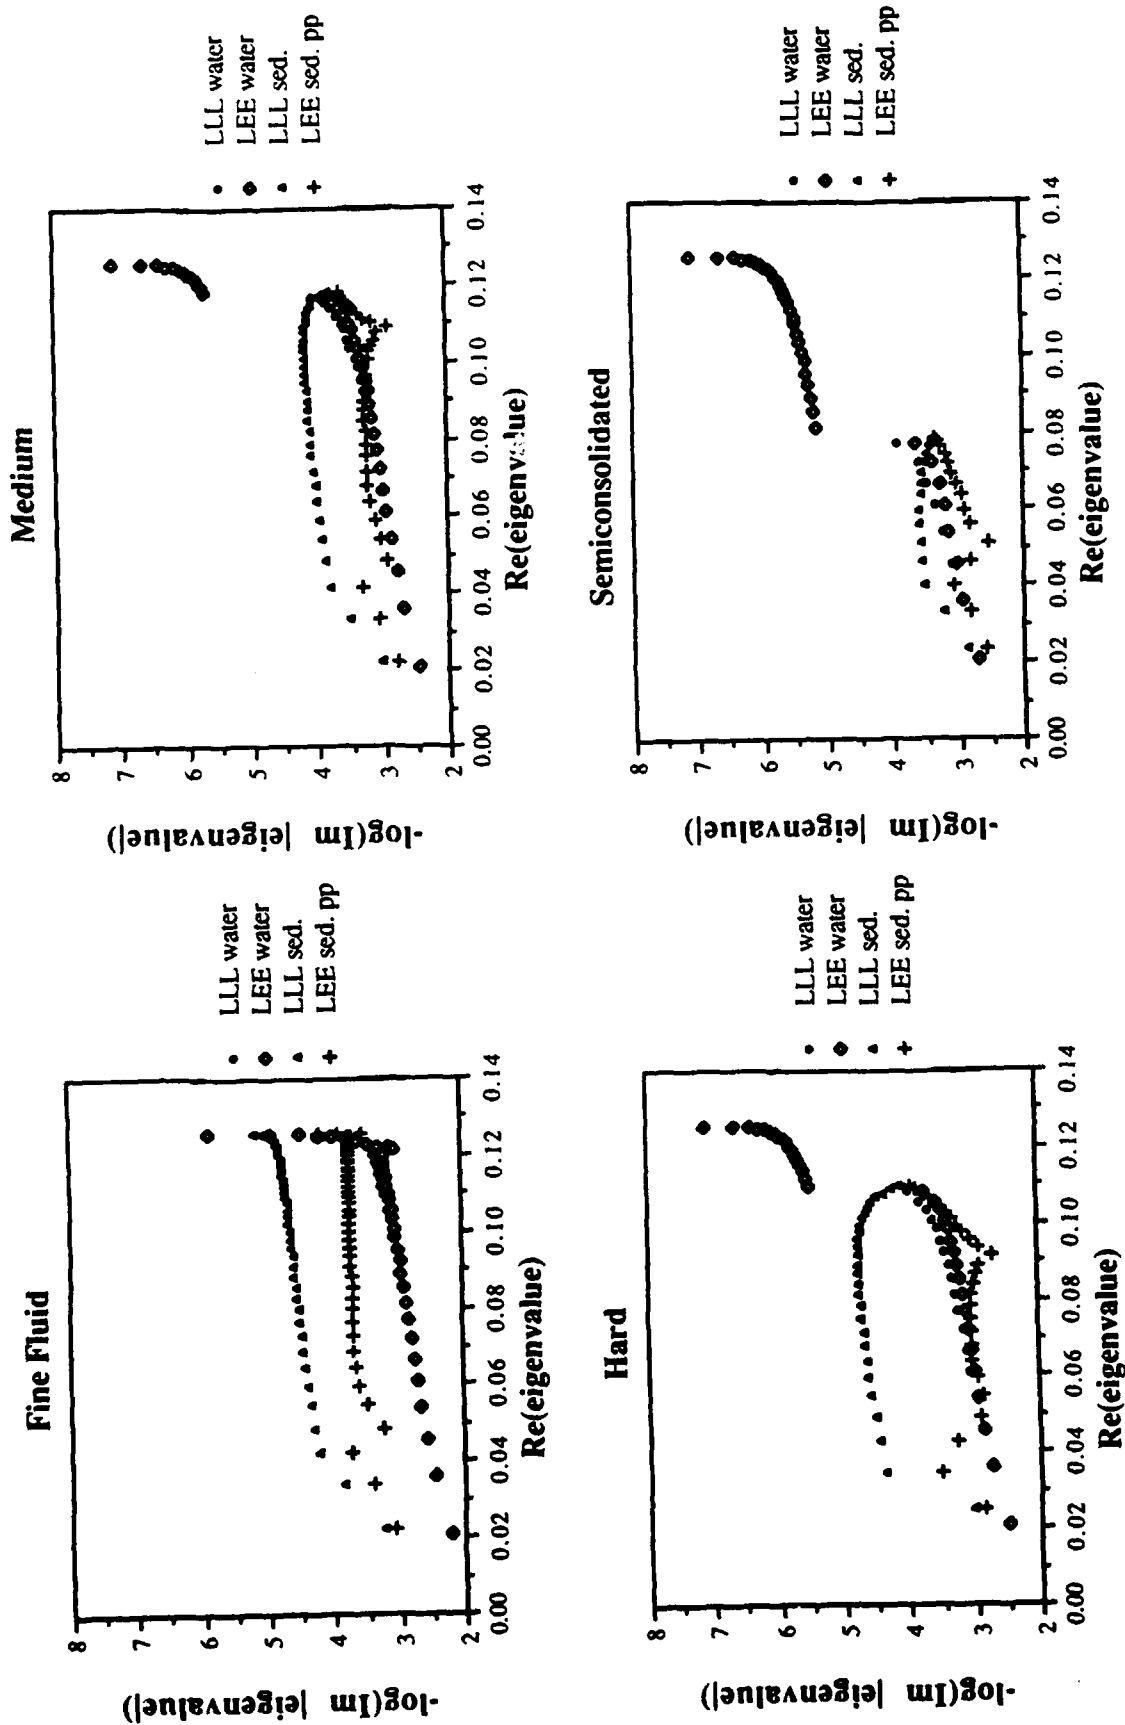 Fine Fluid
-log(Im |eigenvalue|)
8
7
6
5
4
3
2
0.00 0.02 0.04 0.06 0.08 0.10 0.12 0.14
Re(eigenvalue)
LLL water
LEE water
LLL sed.
LEE sed. pp
Medium
-log(Im |eigenvalue|)
8
7
6
5
4
3
2
0.00 0.02 0.04 0.06 0.08 0.10 0.12 0.14
Re(eigenvalue)
LLL water
LEE water
LLL sed.
LEE sed. pp
Hard
-log(Im |eigenvalue|)
8
7
6
5
4
3
2
0.00 0.02 0.04 0.06 0.08 0.10 0.12 0.14
Re(eigenvalue)
LLL water
LEE water
LLL sed.
LEE sed. pp
Semiconsolidated
-log(Im |eigenvalue|)
8
7
6
5
4
3
2
0.00 0.02 0.04 0.06 0.08 0.10 0.12 0.14
Re(eigenvalue)
LLL water
LEE water
LLL sed.
LEE sed. pp